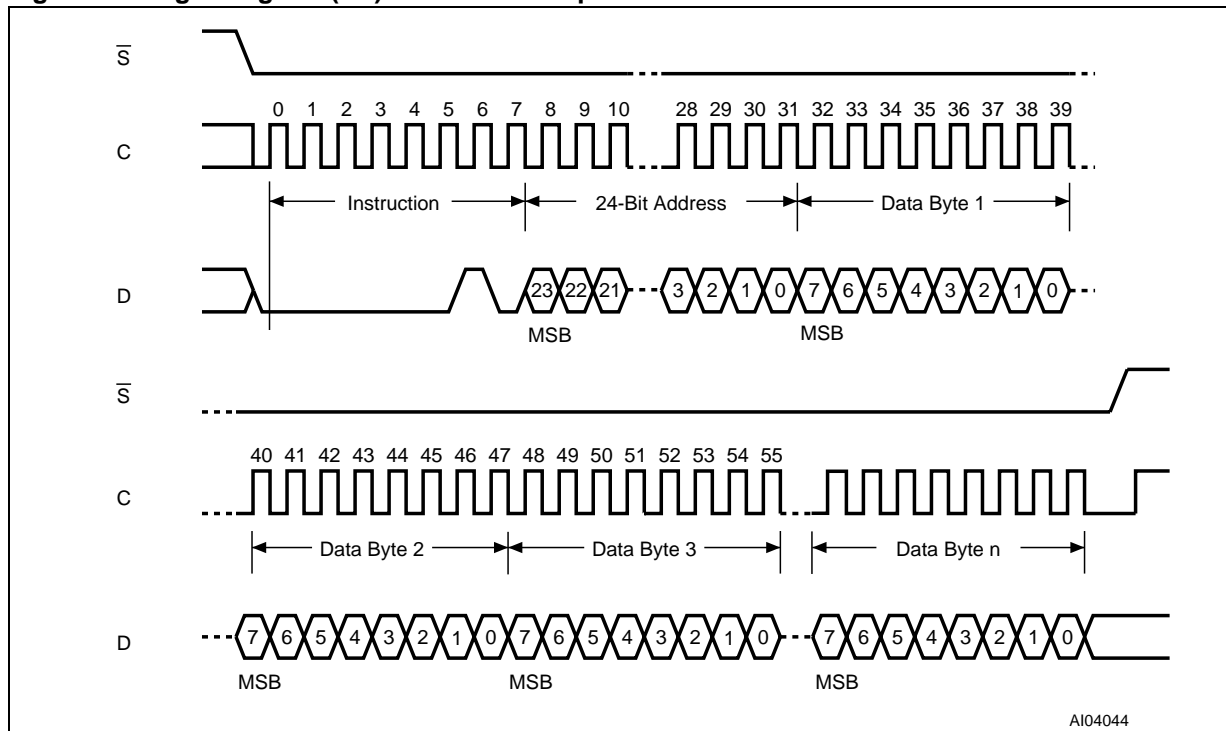 S
0 1 2 3 4 5 6 7 8 9 10 28 29 30 31 32 33 34 35 36 37 38 39
C
Instruction 24-Bit Address Data Byte 1
D 23 22 21 3 2 1 0 7 6 5 4 3 2 1 0
MSB MSB
S
40 41 42 43 44 45 46 47 48 49 50 51 52 53 54 55
C
Data Byte 2 Data Byte 3 Data Byte n
D 7 6 5 4 3 2 1 0 7 6 5 4 3 2 1 0 7 6 5 4 3 2 1 0
MSB MSB MSB
AI04044